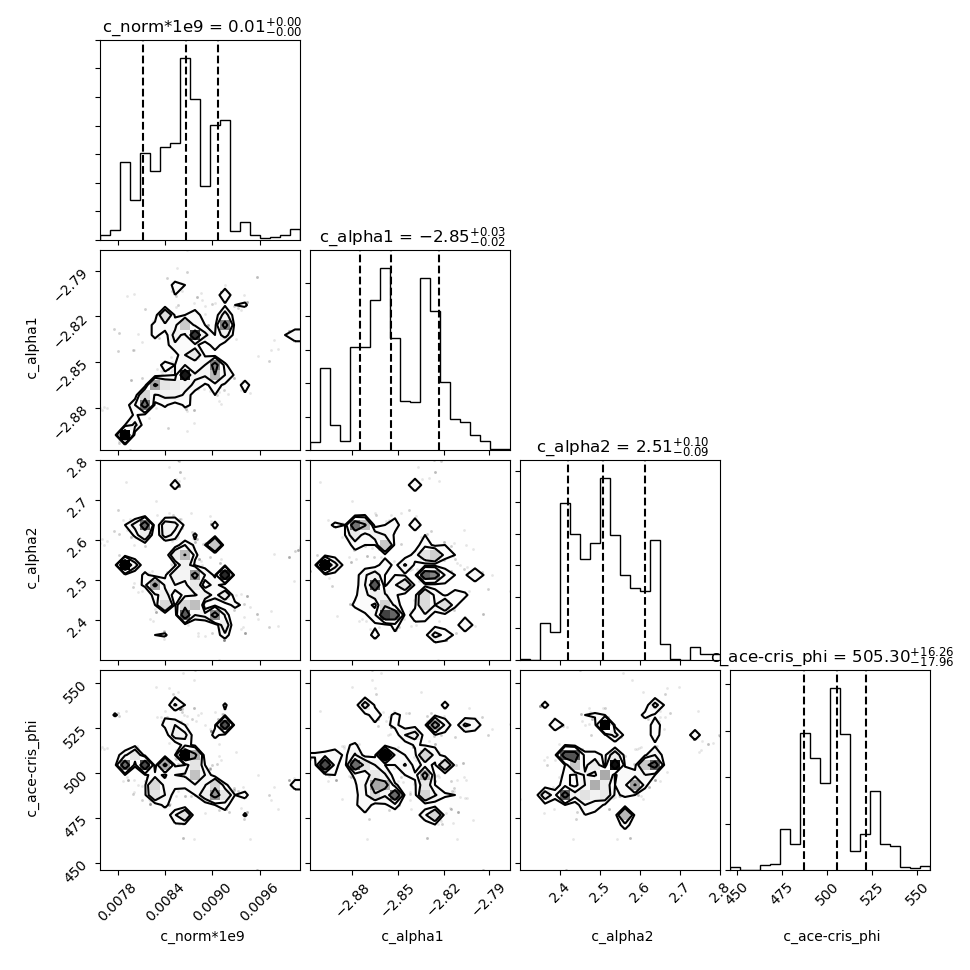 c_norm*1e9 = 0.01+0.00−0.00
c_alpha1 = −2.85+0.03−0.02
−2.79
−2.82
−2.85
−2.88
c_alpha1
c_alpha2 = 2.51+0.10−0.09
2.8
2.7
2.6
2.5
2.4
c_alpha2
c_ace-cris_phi = 505.30+16.26−17.96
550
525
500
475
450
c_ace-cris_phi
0.0078 0.0084 0.0090 0.0096 −2.88 −2.85 −2.82 −2.79 2.4 2.5 2.6 2.7 2.8 450 475 500 525 550
c_norm*1e9 c_alpha1 c_alpha2 c_ace-cris_phi